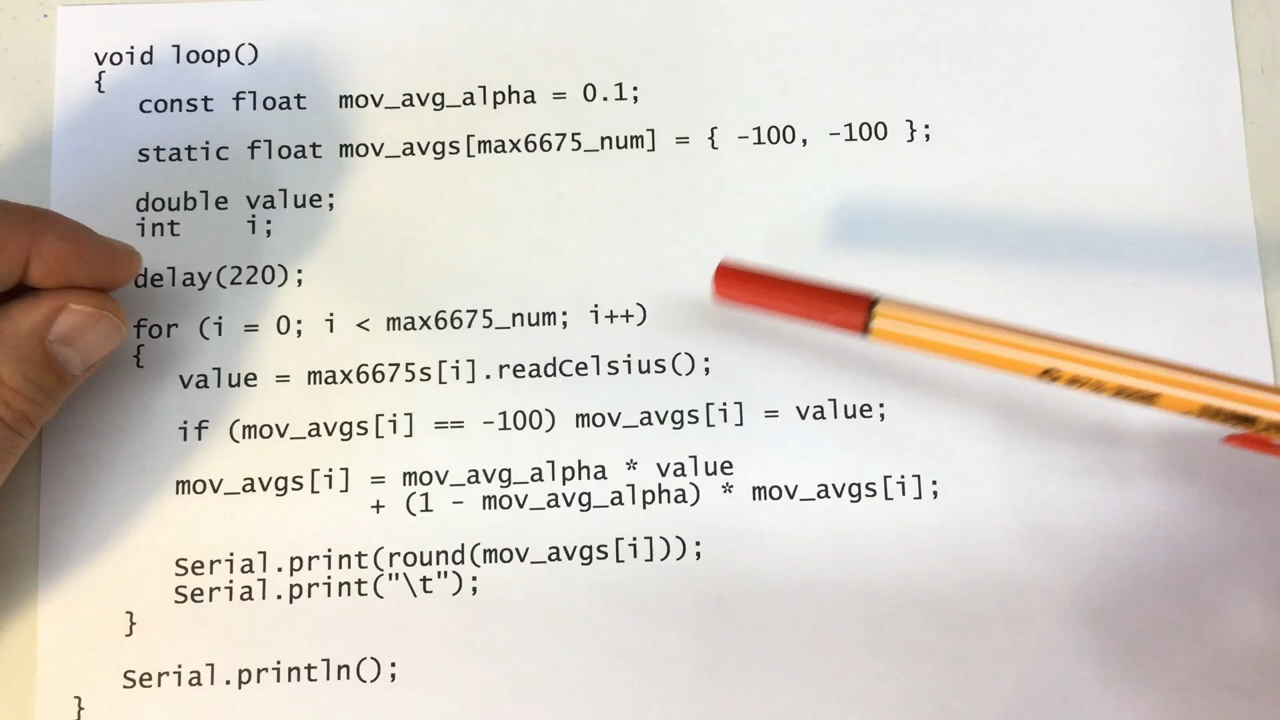 void loop()
{
const float  mov_avg_alpha = 0.1;
static float mov_avgs[max6675_num] = { -100, -100 };
double value;
int    i;
delay(220);
for (i = 0; i < max6675_num; i++)
{
value = max6675s[i].readCelsius();
if (mov_avgs[i] == -100) mov_avgs[i] = value;
mov_avgs[i] = mov_avg_alpha * value
+ (1 - mov_avg_alpha) * mov_avgs[i];
Serial.print(round(mov_avgs[i]));
Serial.print("\t");
}
Serial.println();
}